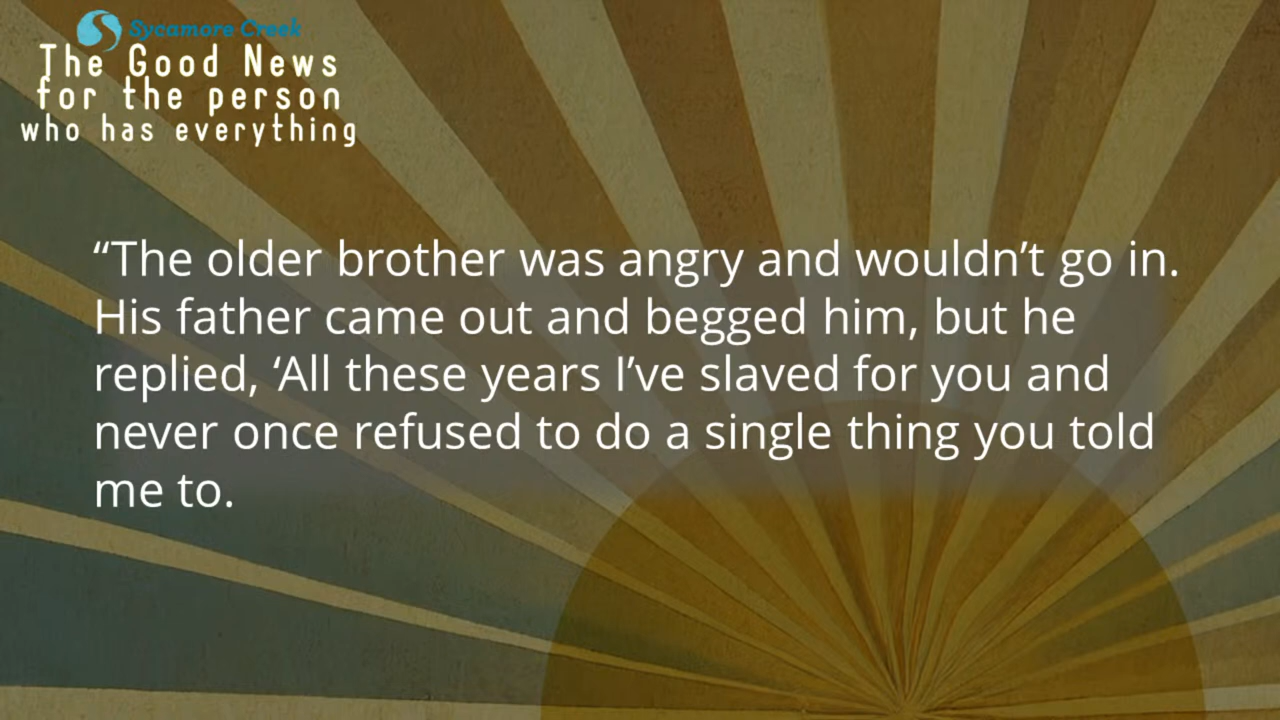 Sycamore Creek
The Good News
for the person
who has everything
“The older brother was angry and wouldn’t go in.
His father came out and begged him, but he
replied, ‘All these years I’ve slaved for you and
never once refused to do a single thing you told
me to.